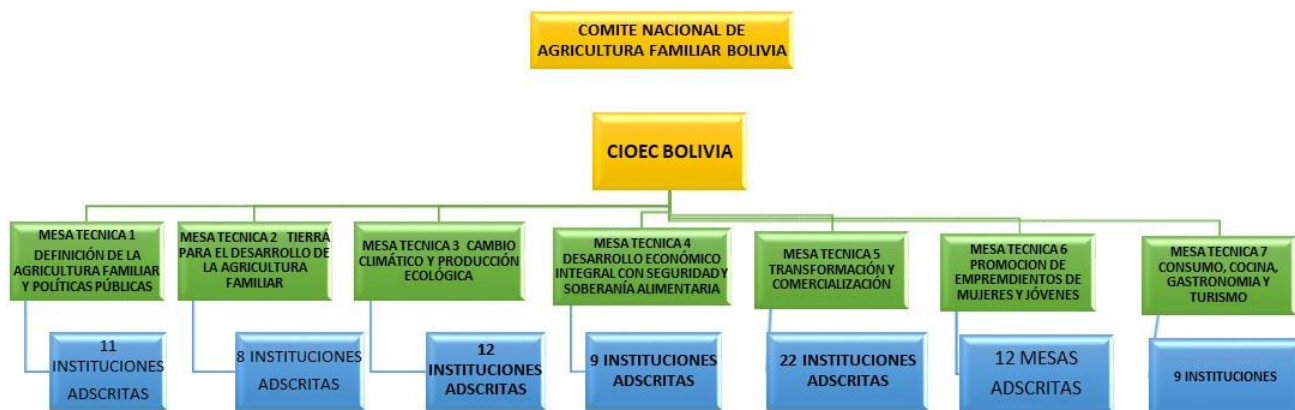 COMITE NACIONAL DE
AGRICULTURA FAMILIAR BOLIVIA
CIOEC BOLIVIA
MESA TECNICA 1
DEFINICIÓN DE LA
AGRICULTURA FAMILIAR
Y POLÍTICAS PÚBLICAS
MESA TECNICA 2 TIERRA
PARA EL DESARROLLO DE
LA AGRICULTURA
FAMILIAR
MESA TECNICA 3 CAMBIO
CLIMÁTICO Y PRODUCCIÓN
ECOLÓGICA
MESA TECNICA 4
DESARROLLO ECONÓMICO
INTEGRAL CON SEGURIDAD Y
SOBERANÍA ALIMENTARIA
MESA TECNICA 5
TRANSFORMACIÓN Y
COMERCIALIZACIÓN
MESA TECNICA 6
PROMOCION DE
EMPREMDIENTOS DE
MUJERES Y JÓVENES
MESA TECNICA 7
CONSUMO, COCINA,
GASTRONOMIA Y
TURISMO
11
INSTITUCIONES
ADSCRITAS
8 INSTITUCIONES
ADSCRITAS
12
INSTITUCIONES
ADSCRITAS
9 INSTITUCIONES
ADSCRITAS
22 INSTITUCIONES
ADSCRITAS
12 MESAS
ADSCRITAS
9 INSTITUCIONES